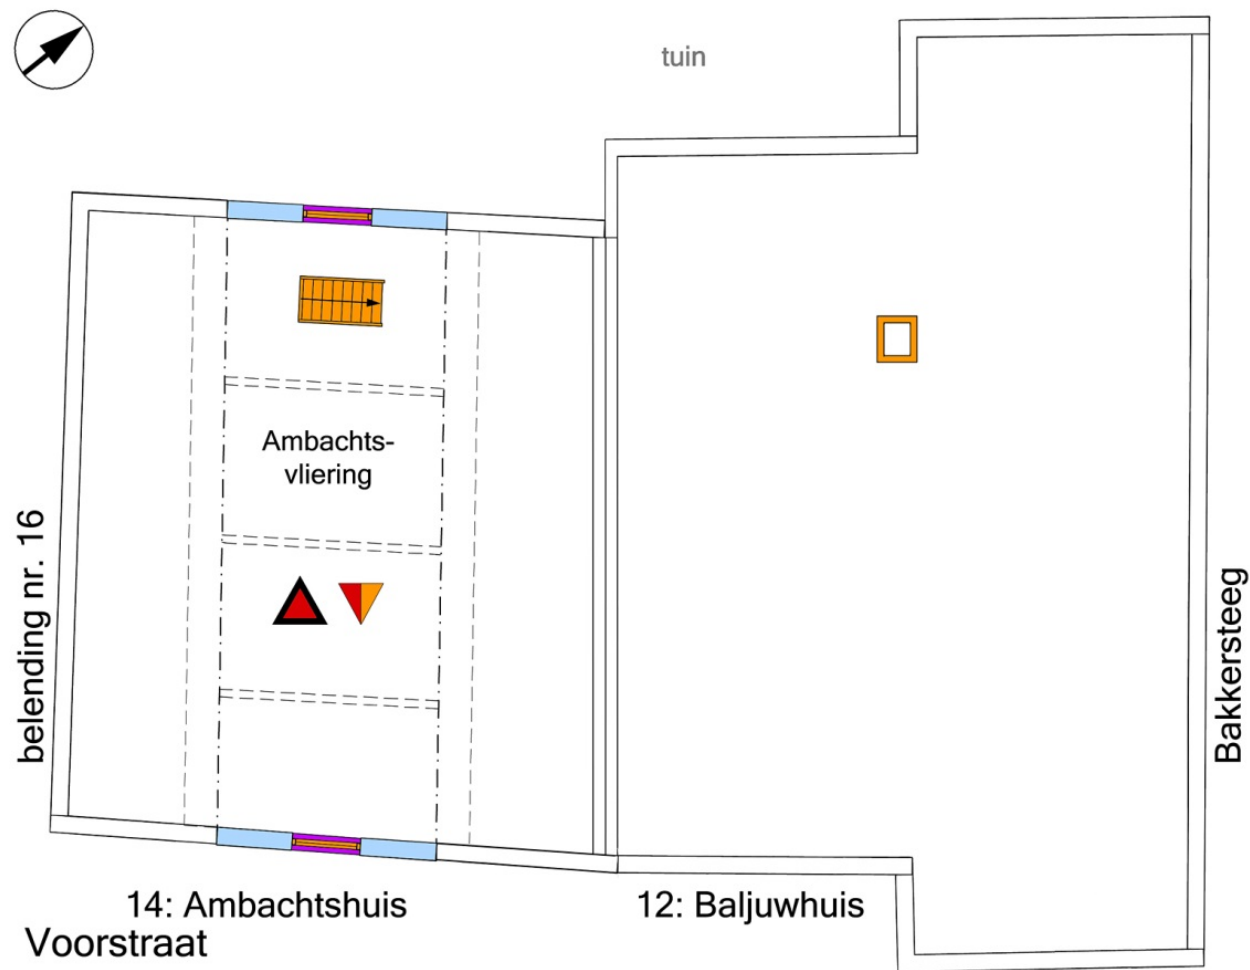 tuin
Ambachts-
vliering
belending nr. 16
Bakkersteeg
14: Ambachtshuis
12: Baljuwhuis
Voorstraat